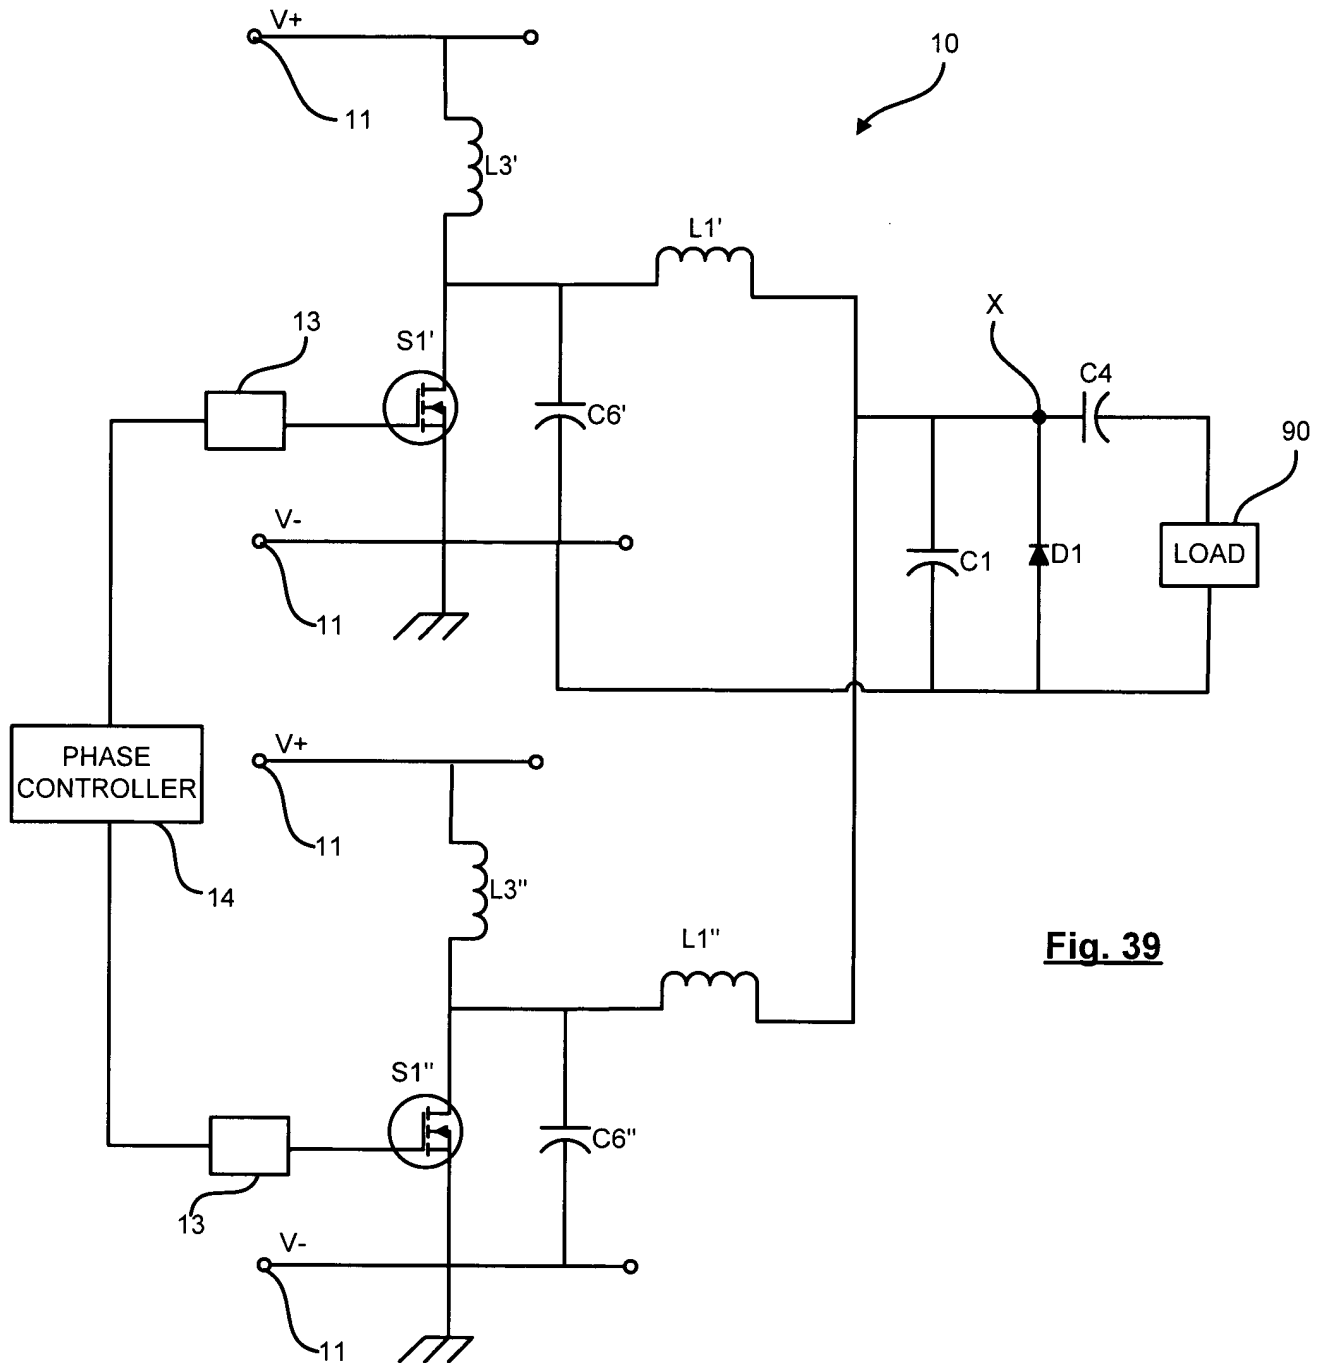 V+
10
11
L3'
L1'
13
S1'
X
C4
C6'
90
V-
C1
D1
LOAD
11
PHASE
CONTROLLER
V+
11
14
L3"
L1"
Fig. 39
S1"
C6"
13
V-
11